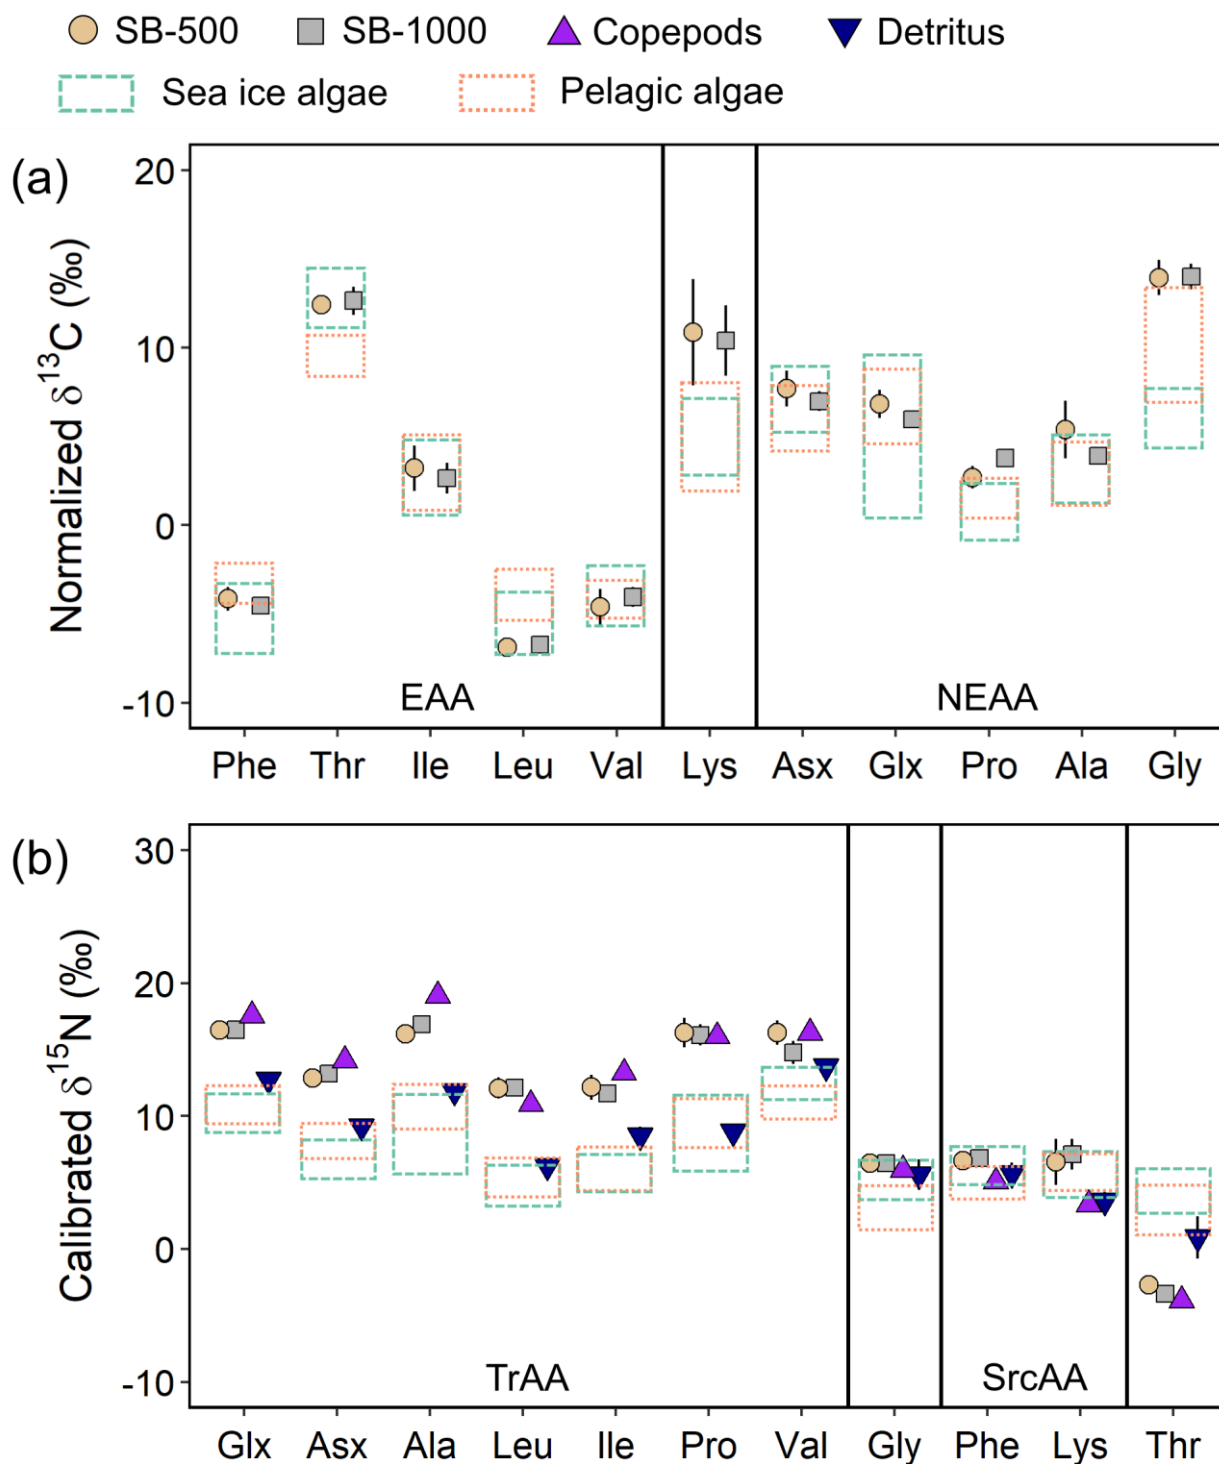 SB-500 SB-1000 Copepods Detritus
Sea ice algae Pelagic algae
(a)
Normalized δ¹³C (‰)
20
10
0
-10
EAA NEAA
Phe Thr Ile Leu Val Lys Asx Glx Pro Ala Gly
(b)
Calibrated δ¹⁵N (‰)
30
20
10
0
-10
TrAA SrcAA
Glx Asx Ala Leu Ile Pro Val Gly Phe Lys Thr